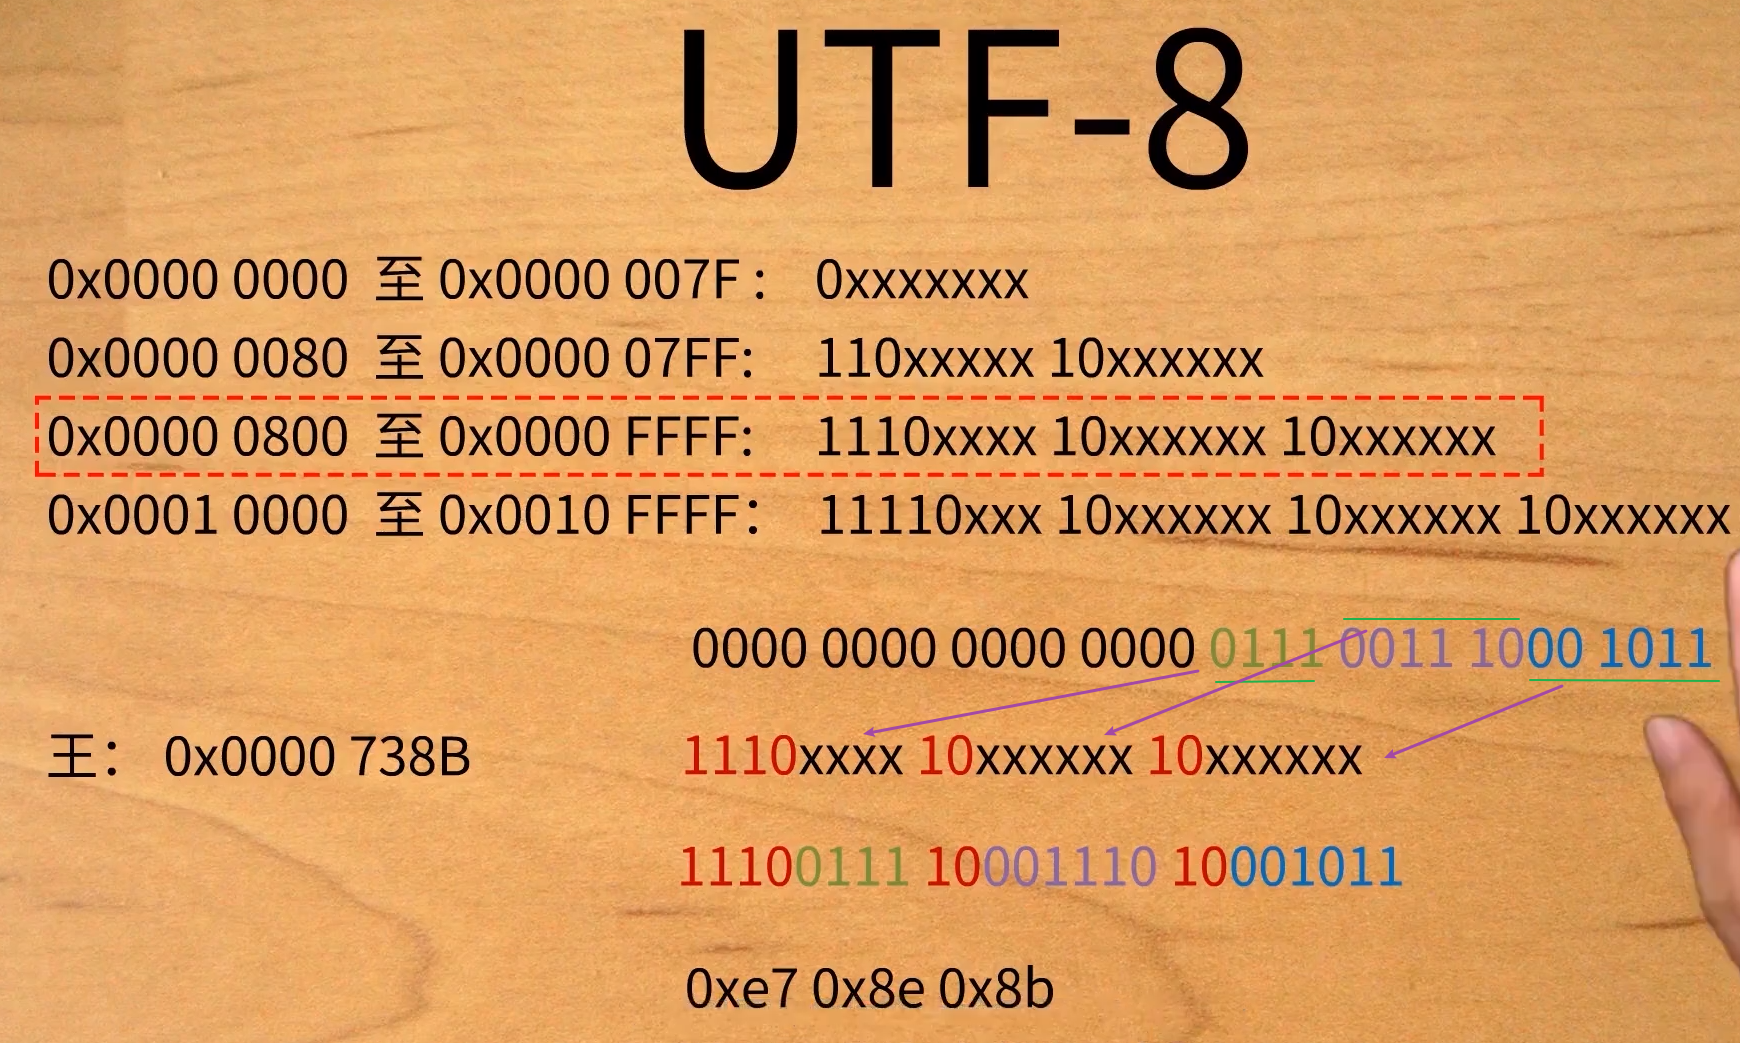 UTF-8
0x0000 0000 至 0x0000 007F : 0xxxxxxx
0x0000 0080 至 0x0000 07FF: 110xxxxx 10xxxxxx
0x0000 0800 至 0x0000 FFFF: 1110xxxx 10xxxxxx 10xxxxxx
0x0001 0000 至 0x0010 FFFF： 11110xxx 10xxxxxx 10xxxxxx 10xxxxxx
0000 0000 0000 0000 0111 0011 1000 1011
王： 0x0000 738B 1110xxxx 10xxxxxx 10xxxxxx
11100111 10001110 10001011
0xe7 0x8e 0x8b